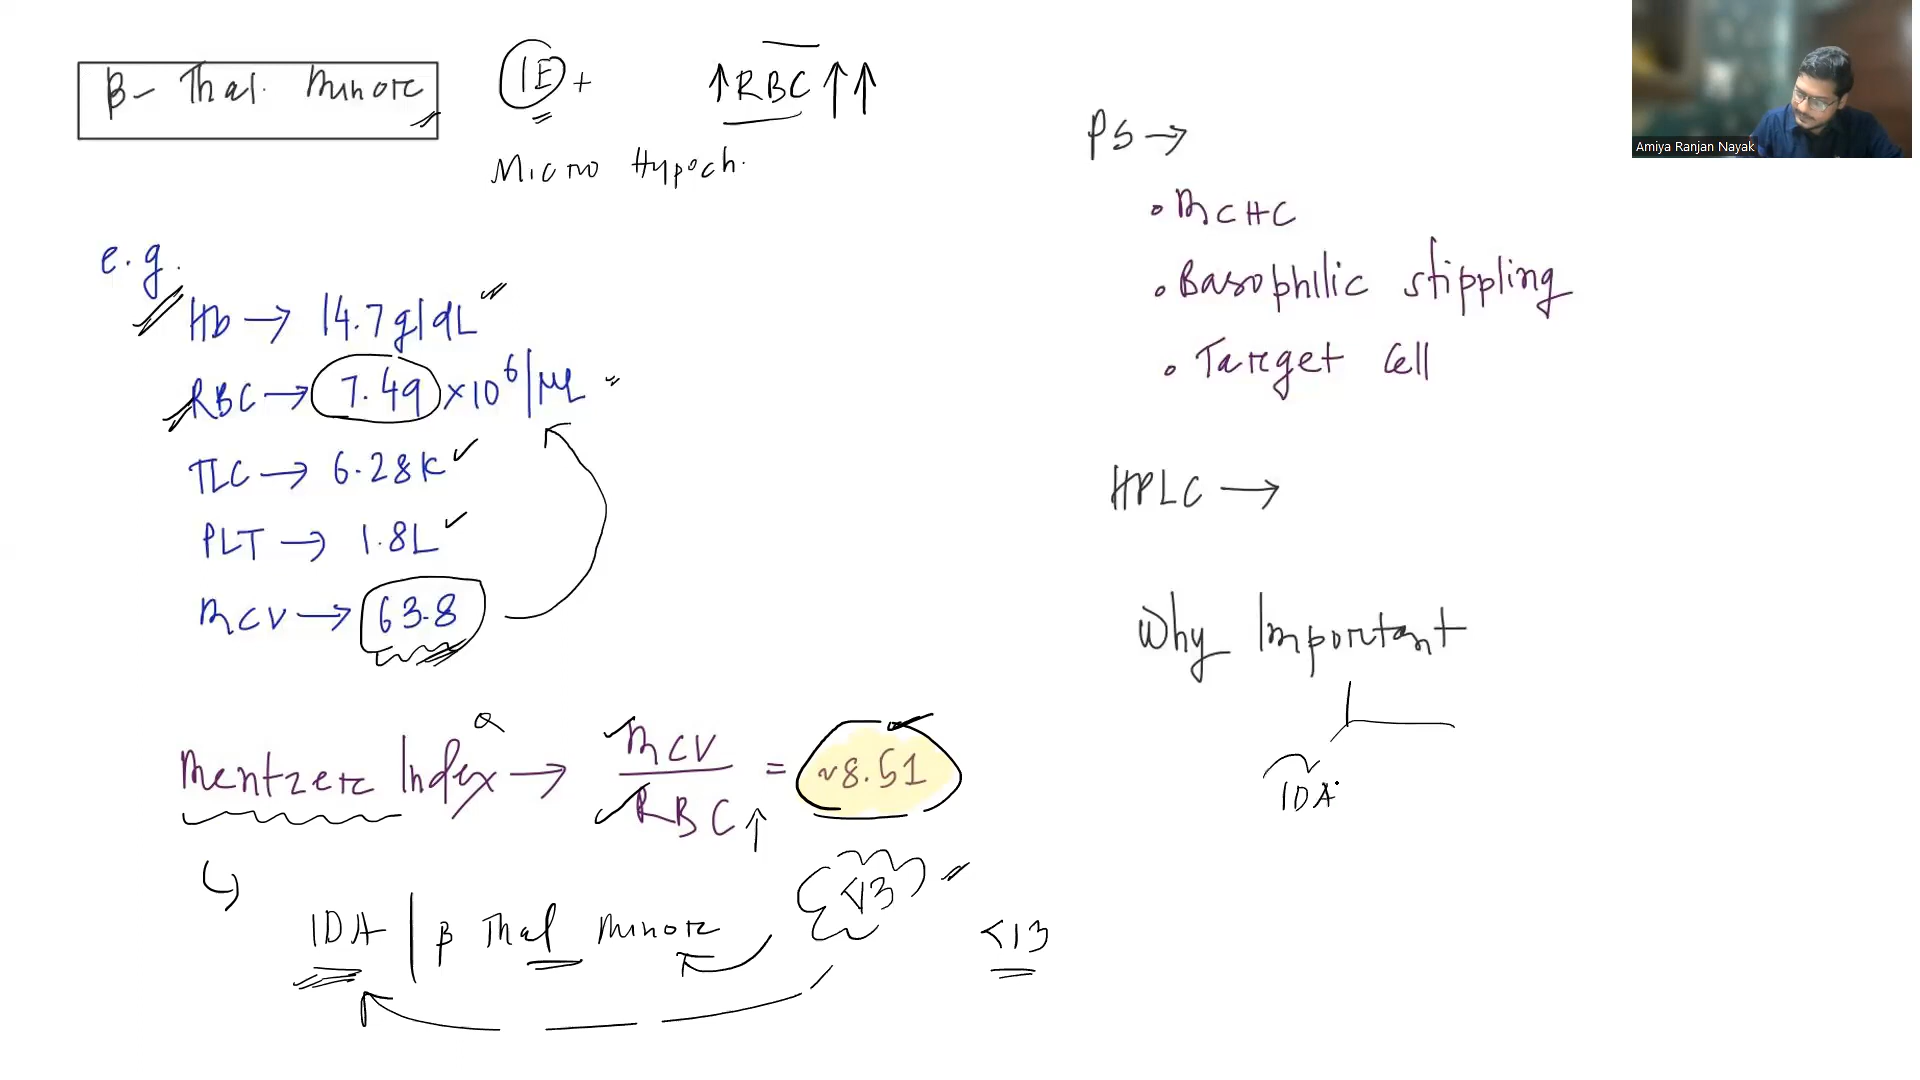 β- Thal. Minor
IE +
↑RBC↑↑
Micro Hypoch.
e.g.
Hb → 14.7 g/dL
RBC → 7.49 ×10⁶/μL
TLC → 6.28K
PLT → 1.8L
MCV → 63.8
Mentzer Index → MCV / RBC ↑ = ~8.51
IDA | β Thal Minor
<13
<13
PS →
• MCHC
• Basophilic stippling
• Target Cell
HPLC →
Why Important
IDA
Amiya Ranjan Nayak